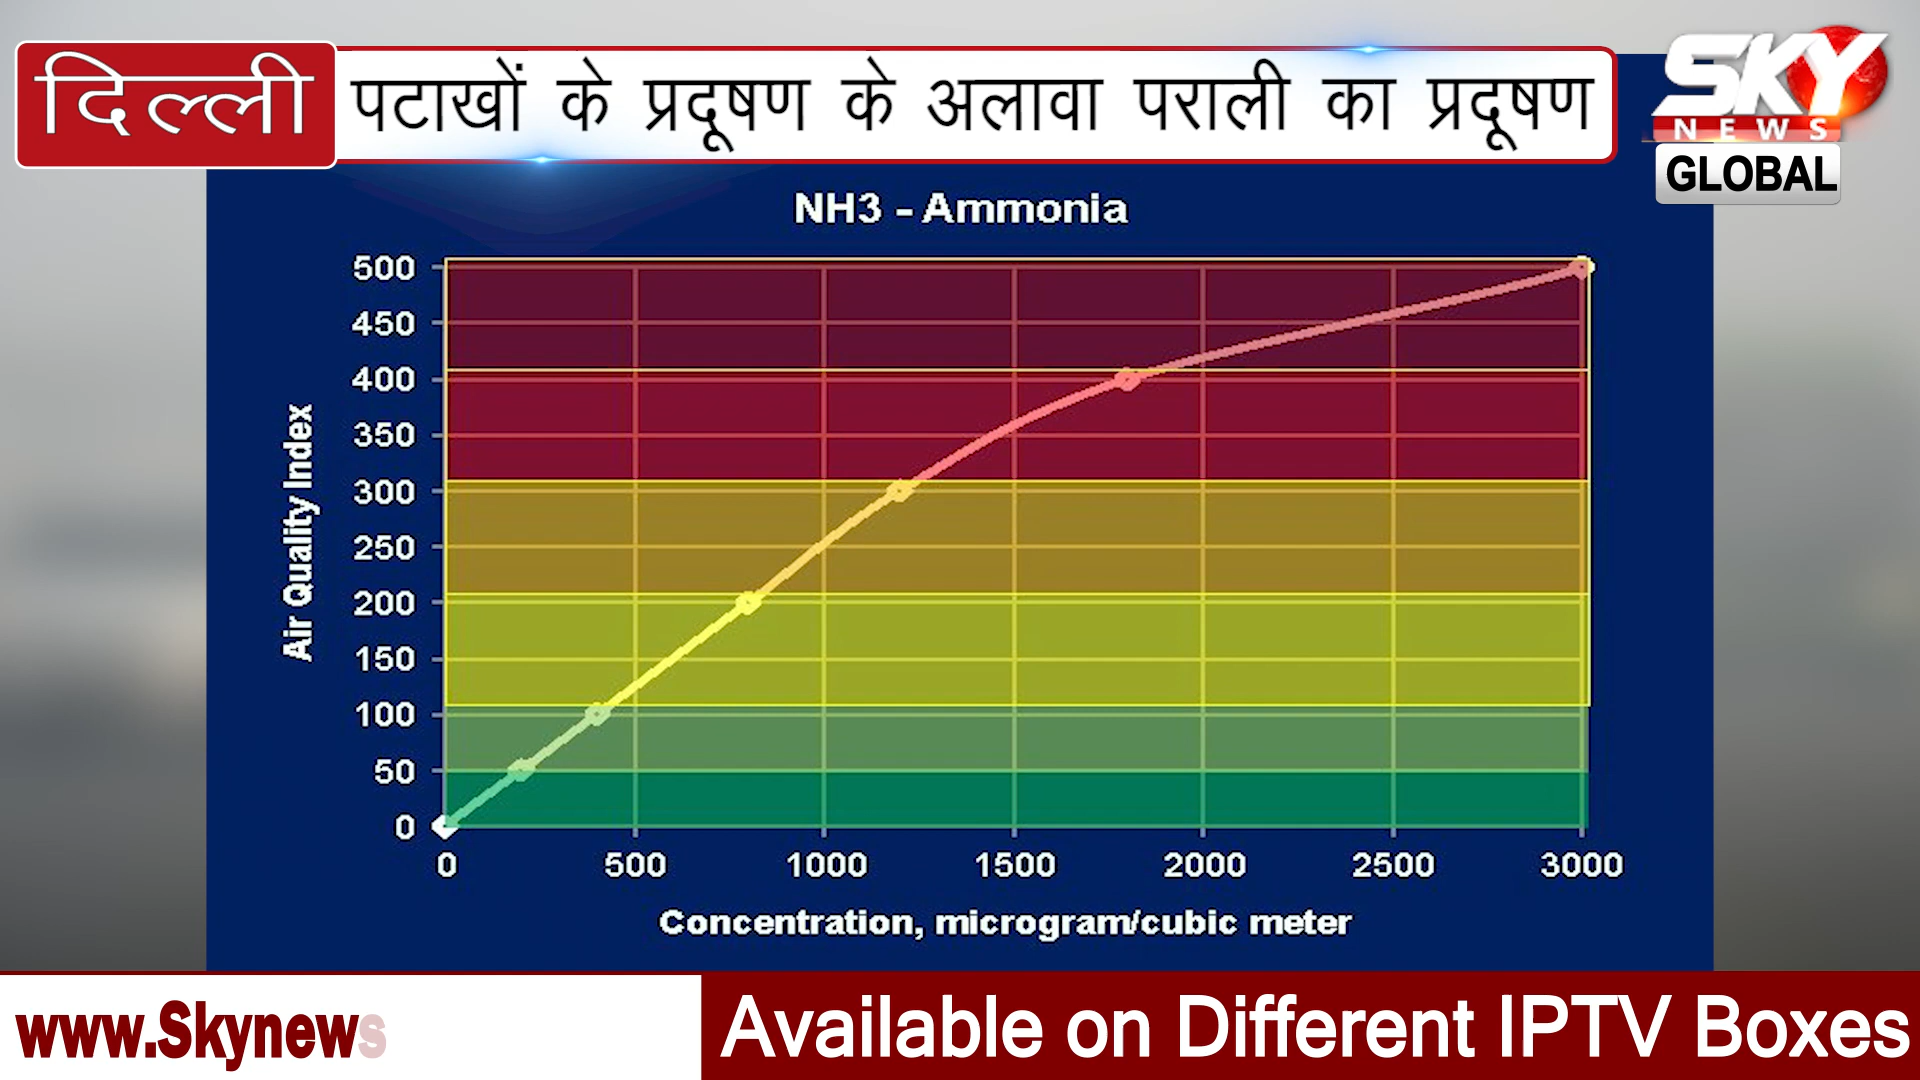 दिल्ली
पटाखों के प्रदूषण के अलावा पराली का प्रदूषण
SKY
NEWS
GLOBAL
NH3 - Ammonia
500
450
400
350
300
250
200
150
100
50
0
Air Quality Index
0 500 1000 1500 2000 2500 3000
Concentration, microgram/cubic meter
www.Skynews
Available on Different IPTV Boxes